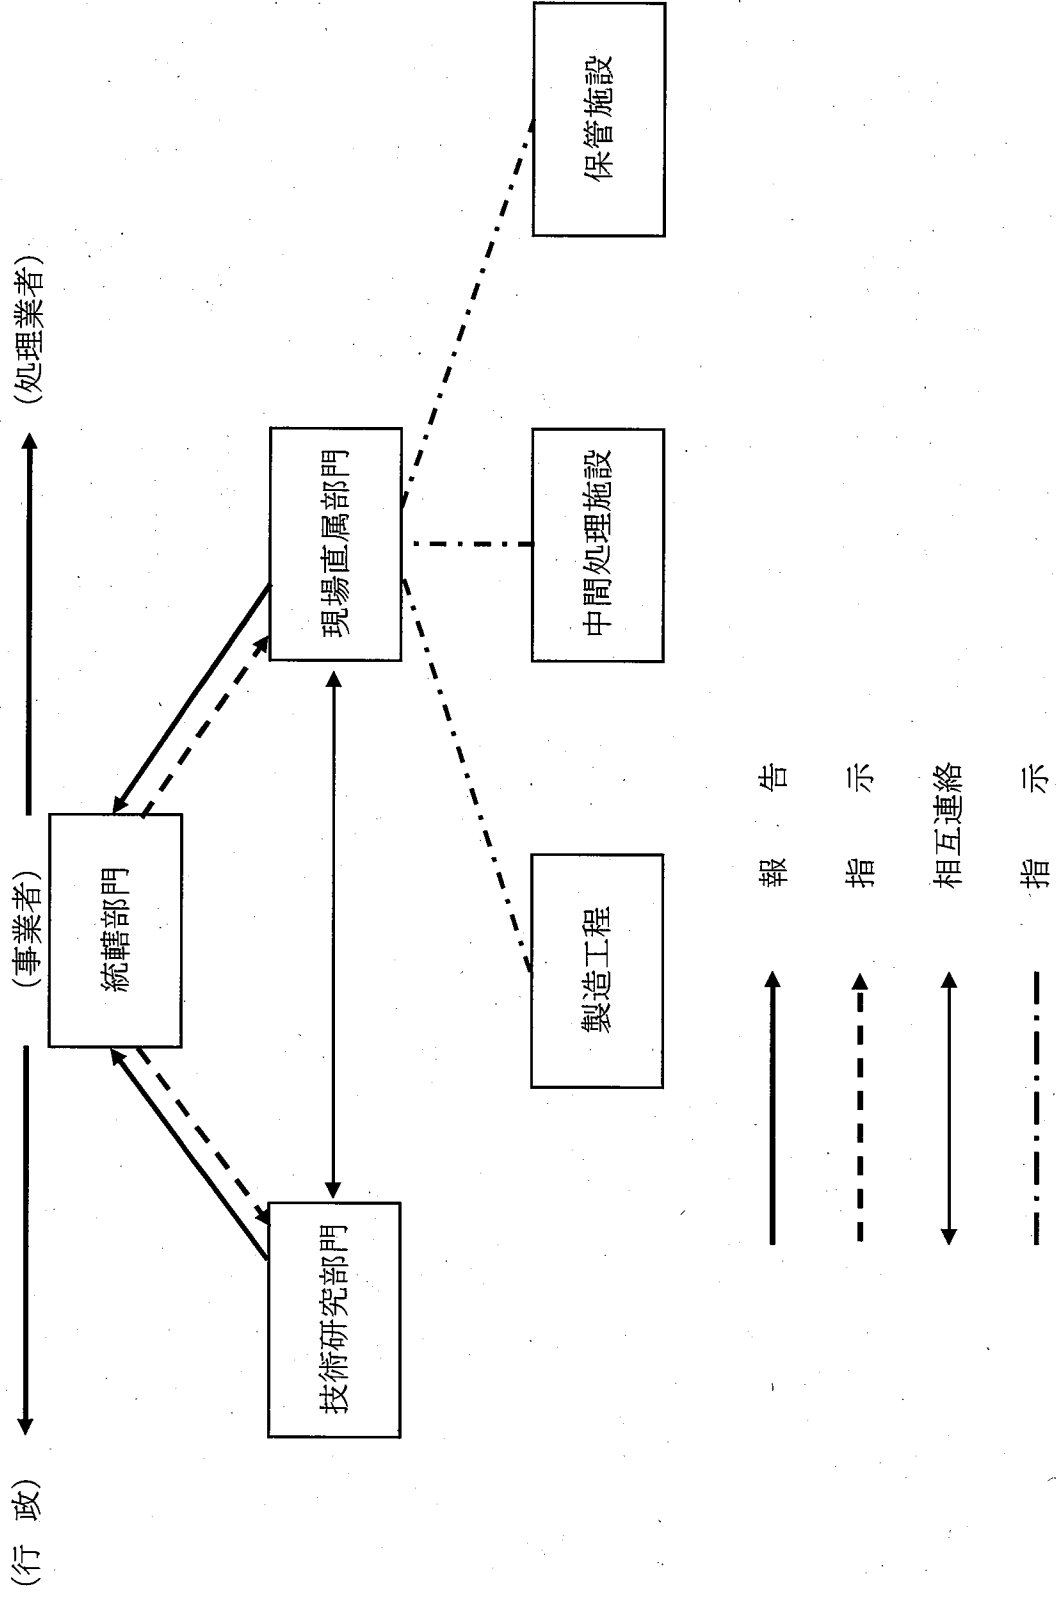 (行　政)
(事業者)
(処理業者)
統轄部門
技術研究部門
現場直属部門
製造工程
中間処理施設
保管施設
報　告
指　示
相互連絡
指　示